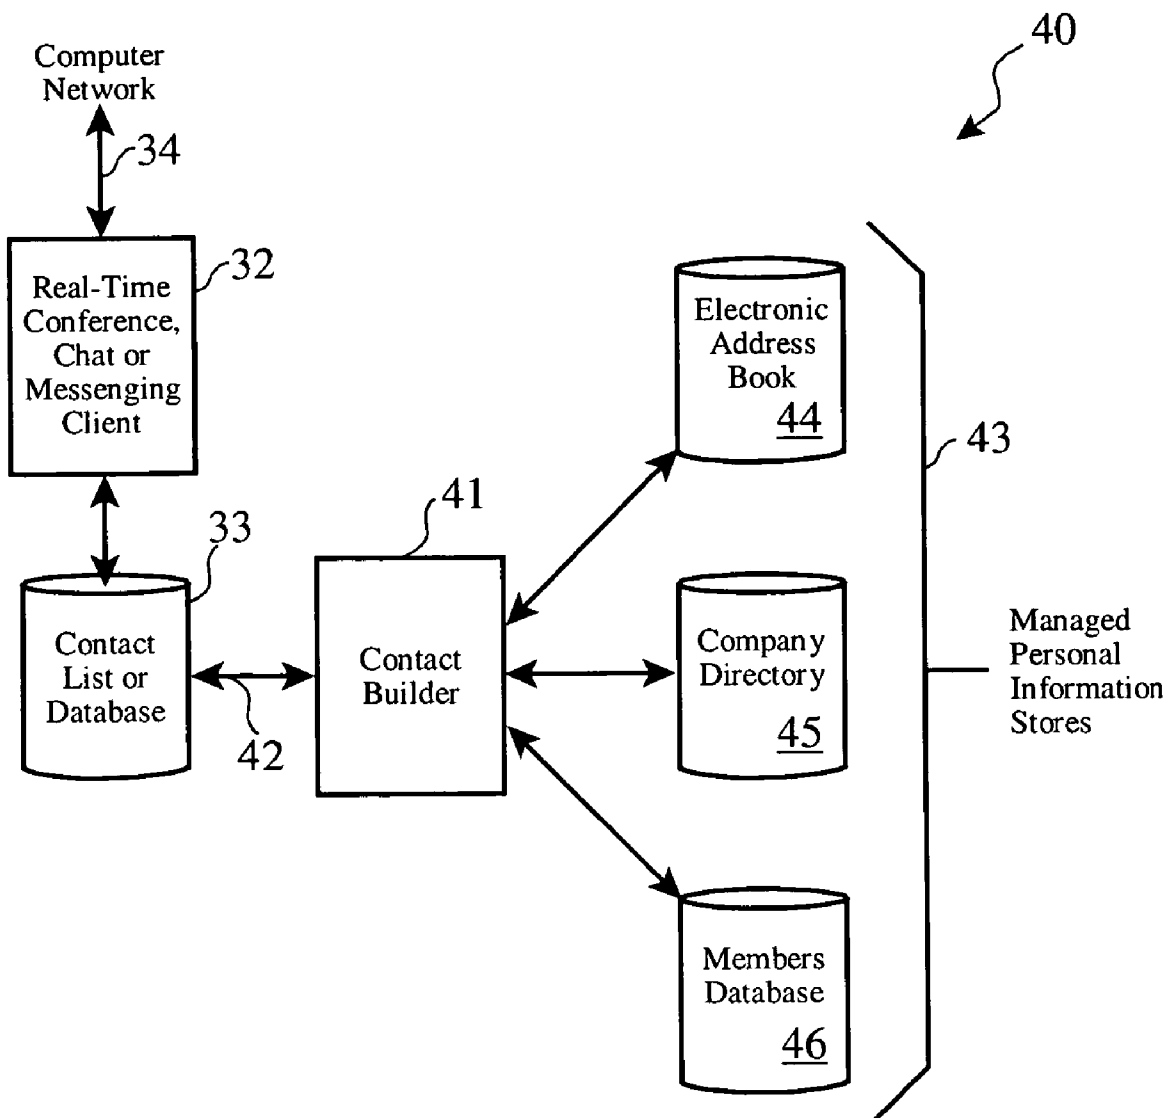 40
Computer
Network
34
32
Real-Time
Conference,
Chat or
Messenging
Client
Electronic
Address
Book
44
43
41
33
Contact
List or
Database
42
Contact
Builder
Company
Directory
45
Managed
Personal
Information
Stores
Members
Database
46